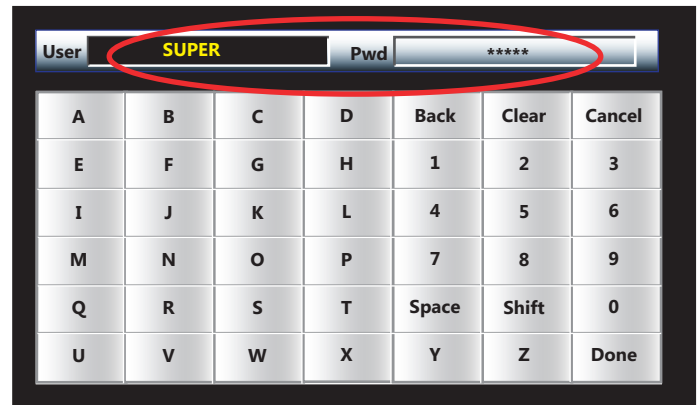 User SUPER Pwd *****
A B C D Back Clear Cancel
E F G H 1 2 3
I J K L 4 5 6
M N O P 7 8 9
Q R S T Space Shift 0
U V W X Y Z Done